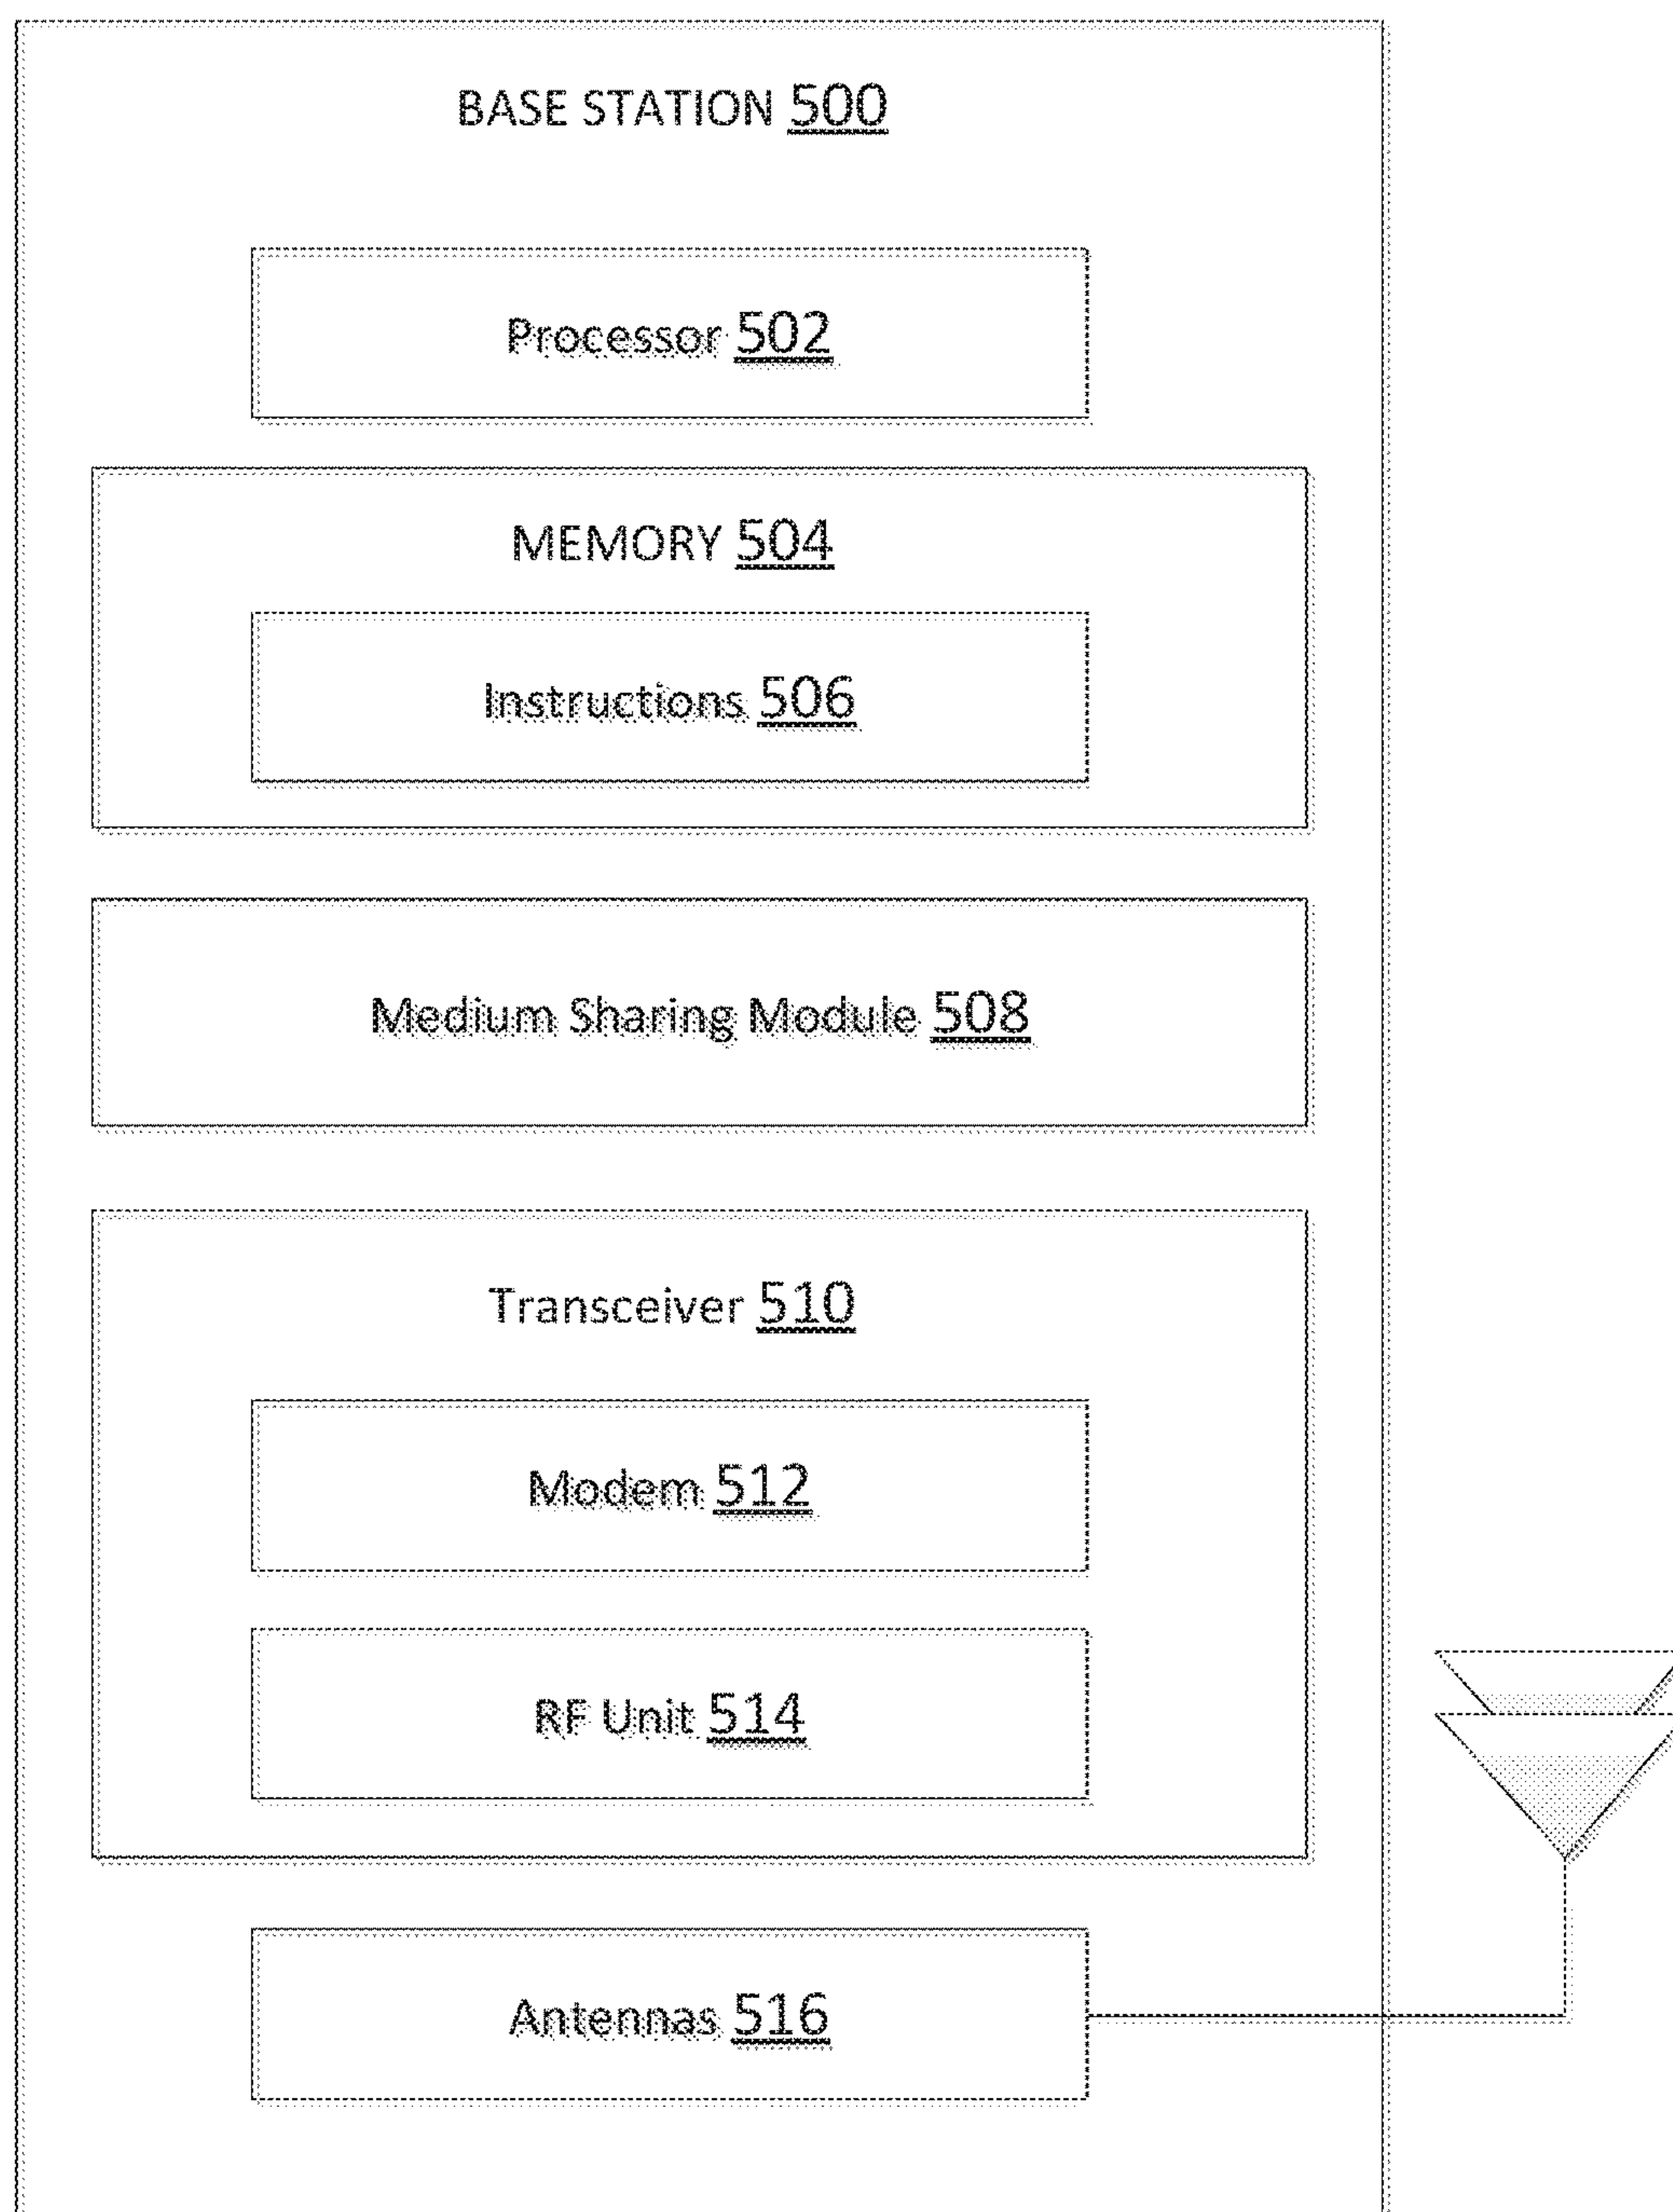 BASE STATION 500
Processor 502
MEMORY 504
Instructions 506
Medium Sharing Module 508
Transceiver 510
Modem 512
RF Unit 514
Antennas 516